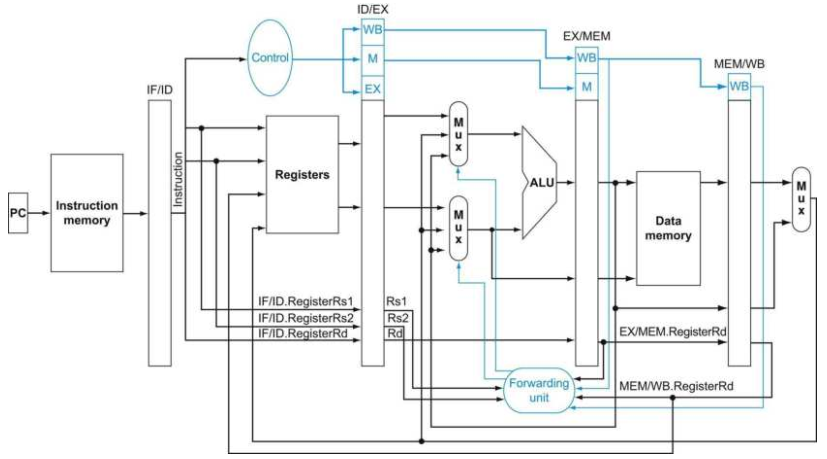 ID/EX
WB
M
EX
Control
EX/MEM
WB
M
MEM/WB
WB
IF/ID
PC
Instruction
memory
Instruction
Registers
Mux
Mux
ALU
Data
memory
Mux
IF/ID.RegisterRs1
IF/ID.RegisterRs2
IF/ID.RegisterRd
Rs1
Rs2
Rd
EX/MEM.RegisterRd
Forwarding
unit
MEM/WB.RegisterRd